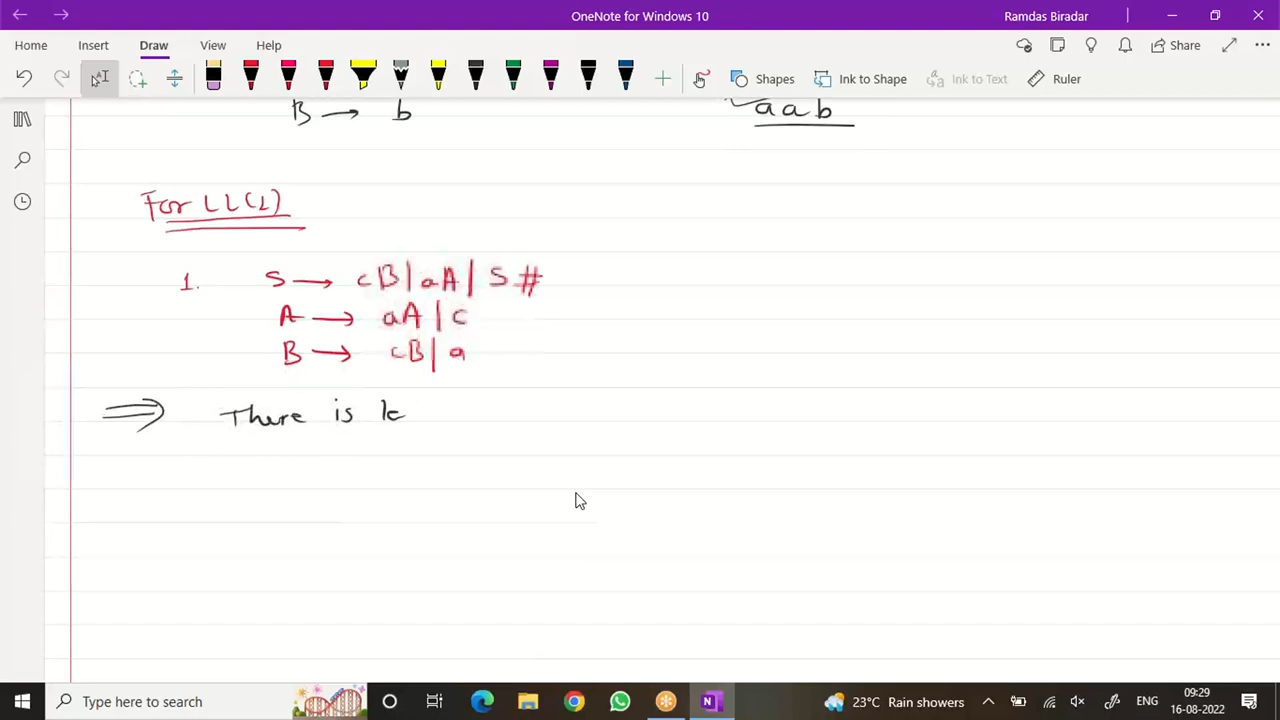 OneNote for Windows 10
Ramdas Biradar
Home Insert Draw View Help
Share
Shapes Ink to Shape Ink to Text Ruler
B → b
a a b
For LL(1)
1. S → cB | aA | S #
A → aA | c
B → cB | a
⇒ There is
Type here to search
23°C Rain showers
ENG
09:29
16-08-2022